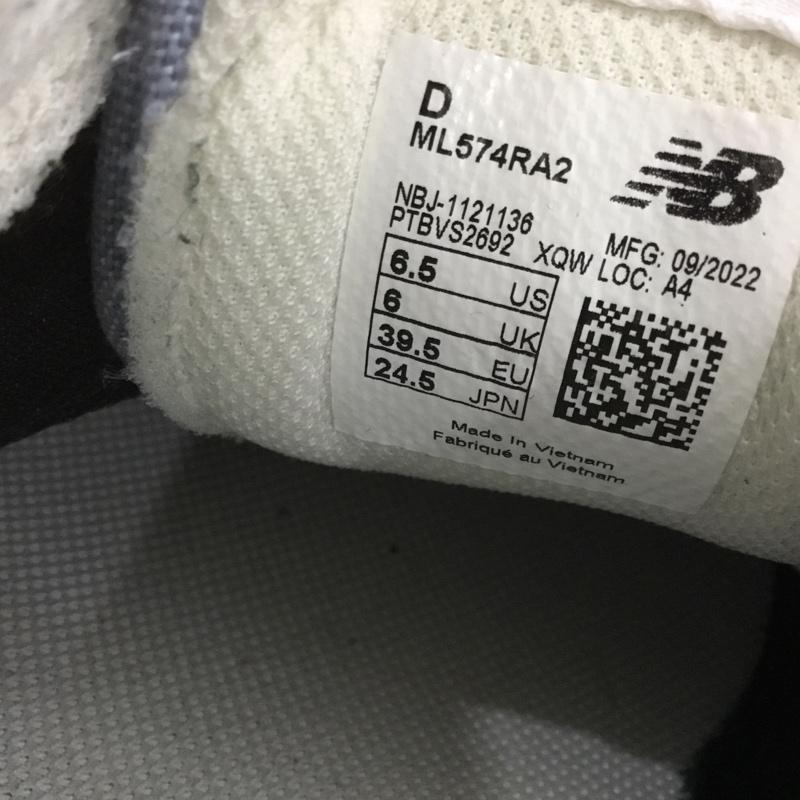 D
ML574RA2
NB
NBJ-1121136
PTBVS2692 XQW
MFG: 09/2022
LOC: A4
6.5 US
6 UK
39.5 EU
24.5 JPN
Made In Vietnam
Fabriqué au Vietnam